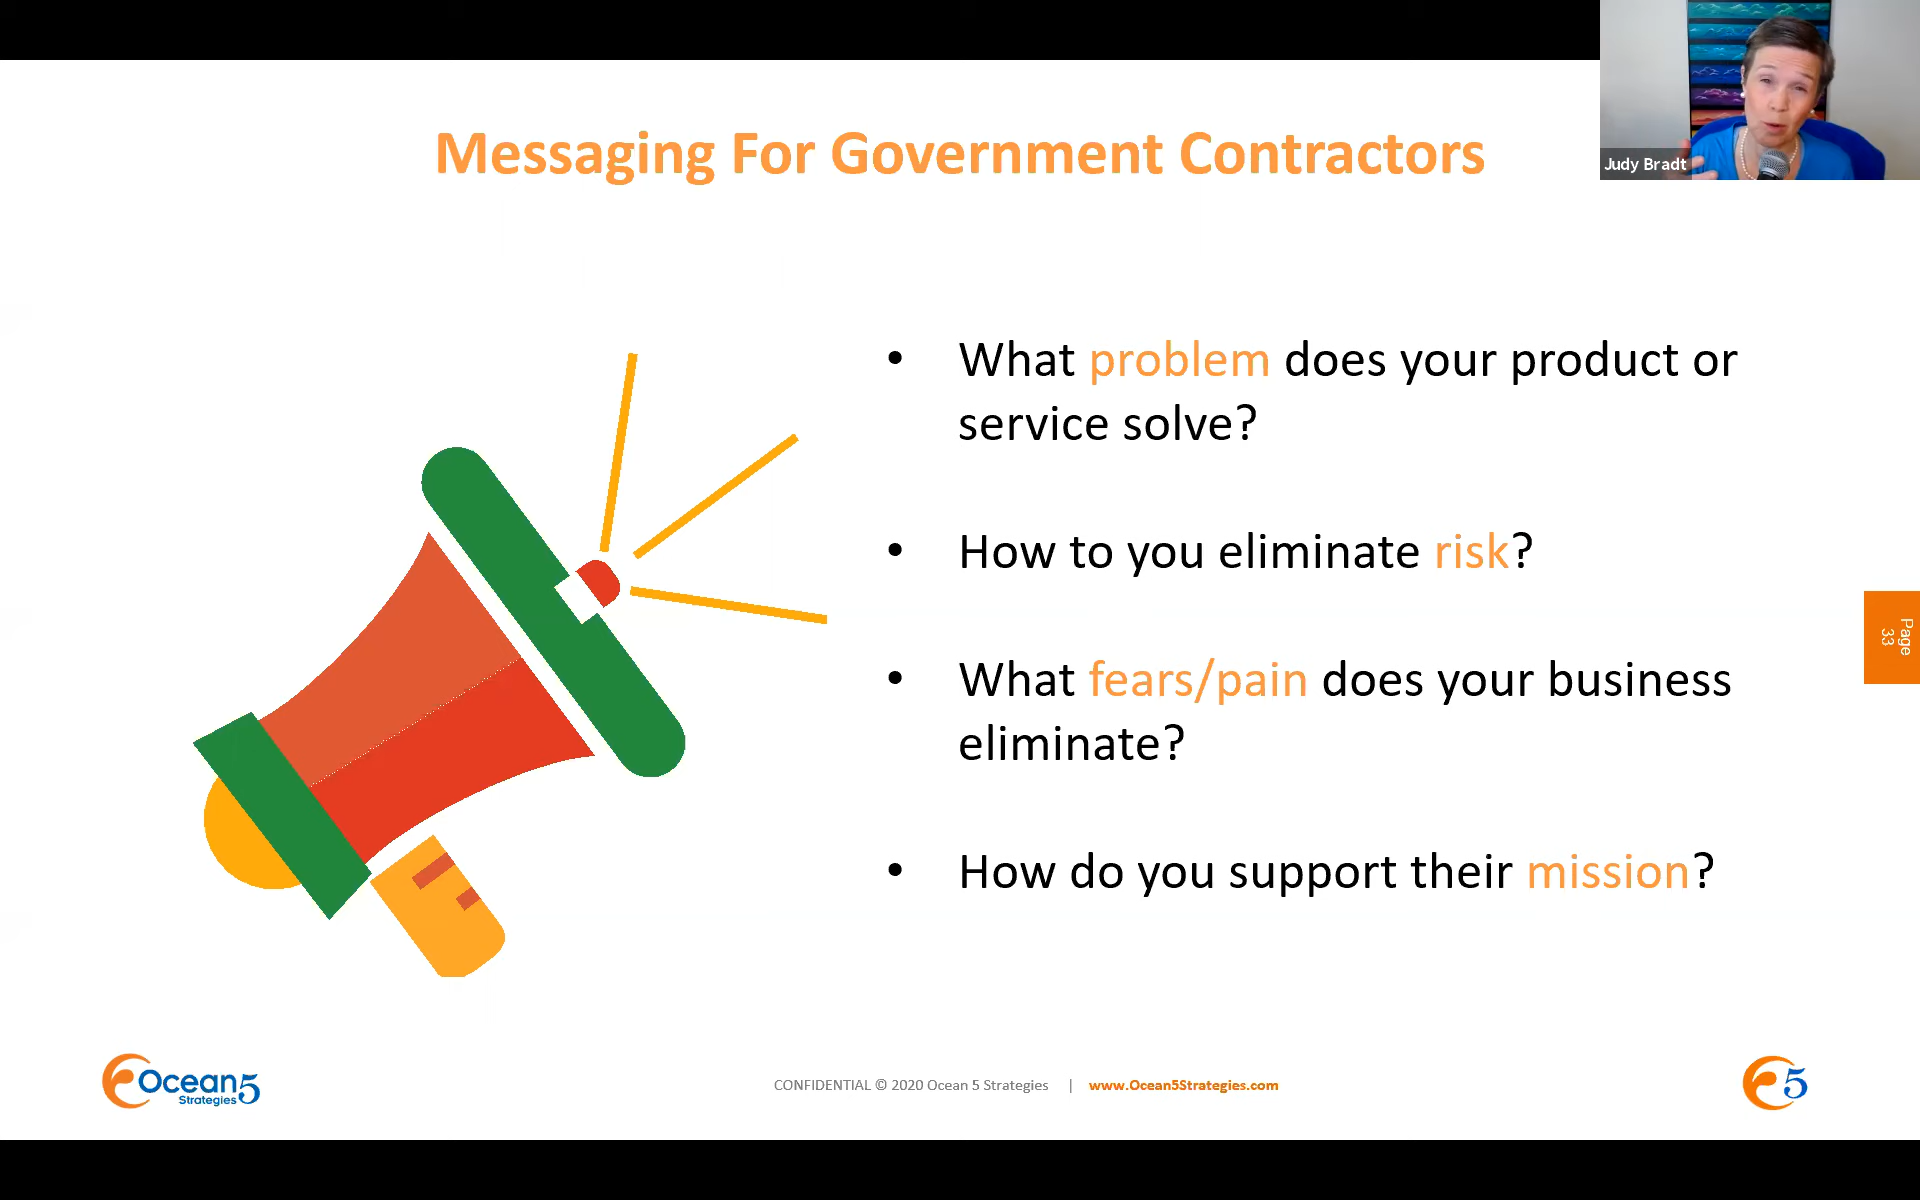 Messaging For Government Contractors
Judy Bradt
• What problem does your product or
service solve?
• How to you eliminate risk?
• What fears/pain does your business
eliminate?
• How do you support their mission?
Page
33
Ocean5
Strategies
CONFIDENTIAL © 2020 Ocean 5 Strategies | www.Ocean5Strategies.com
5